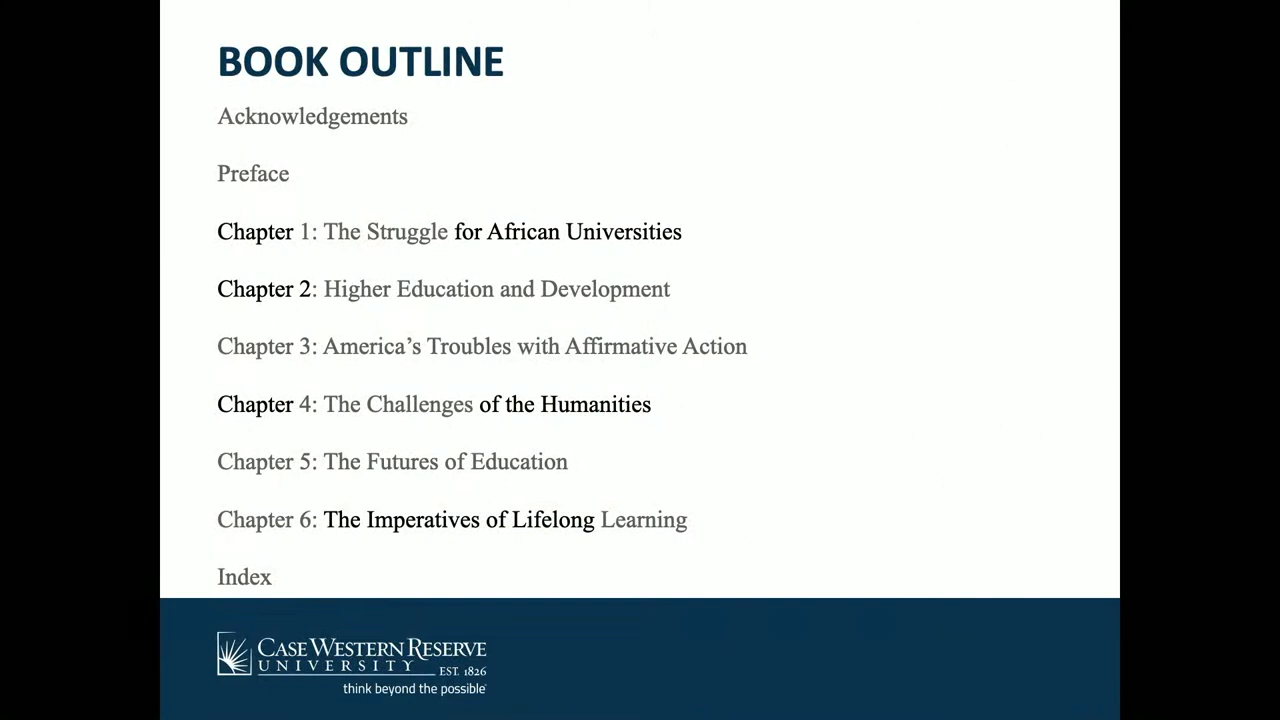 BOOK OUTLINE
Acknowledgements
Preface
Chapter 1: The Struggle for African Universities
Chapter 2: Higher Education and Development
Chapter 3: America’s Troubles with Affirmative Action
Chapter 4: The Challenges of the Humanities
Chapter 5: The Futures of Education
Chapter 6: The Imperatives of Lifelong Learning
Index
CASE WESTERN RESERVE
UNIVERSITY EST. 1826
think beyond the possible